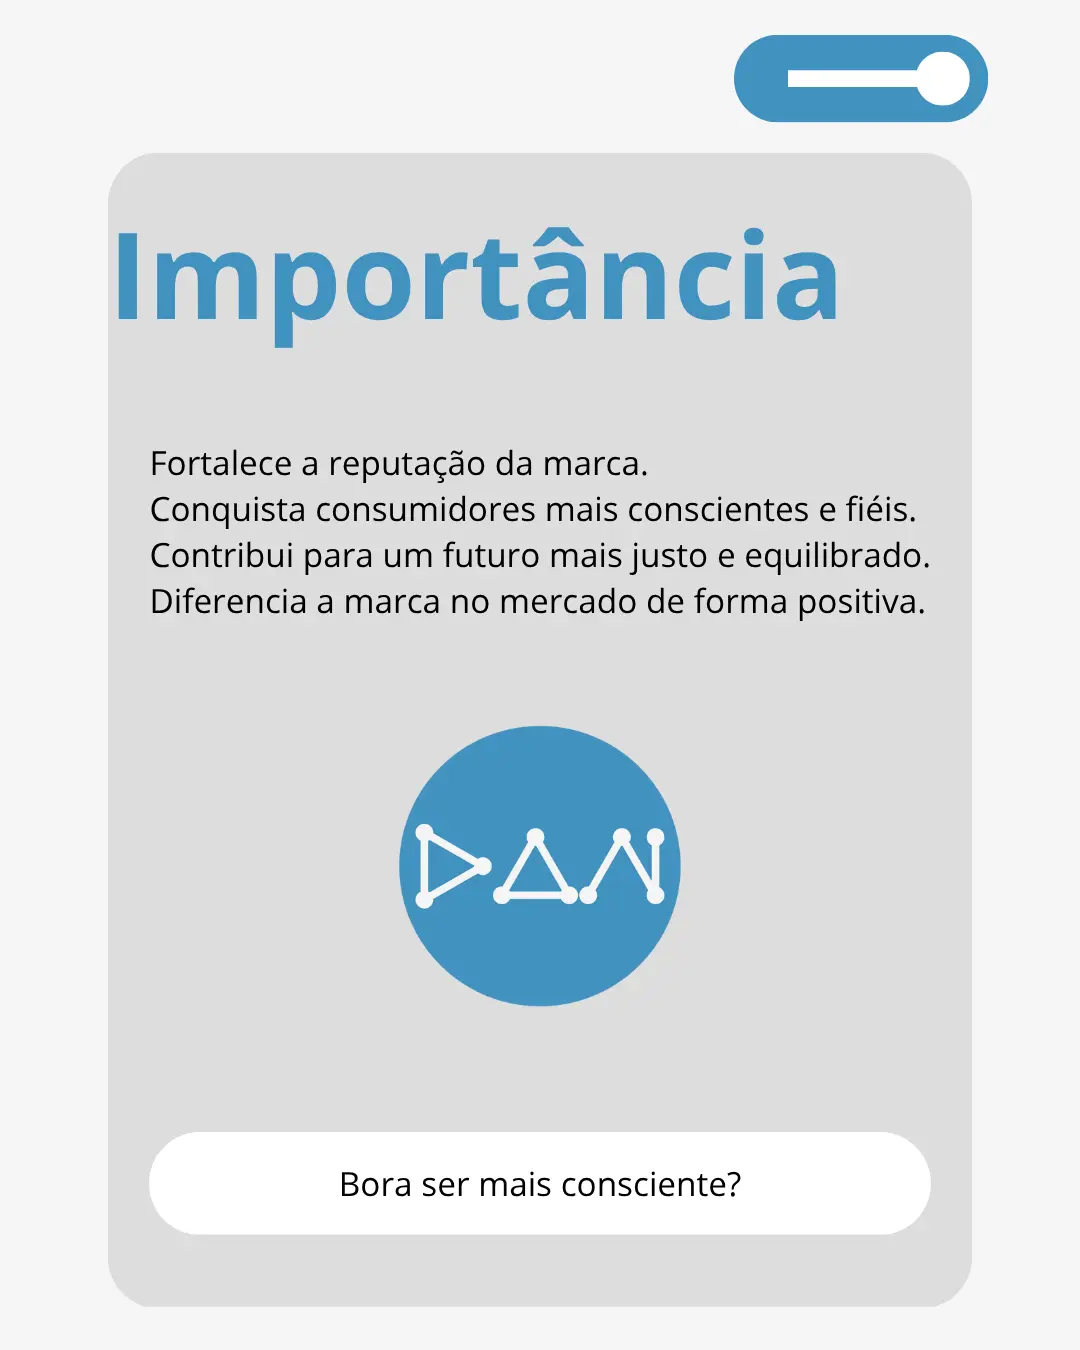 Importância
Fortalece a reputação da marca.
Conquista consumidores mais conscientes e fiéis.
Contribui para um futuro mais justo e equilibrado.
Diferencia a marca no mercado de forma positiva.
DAN
Bora ser mais consciente?